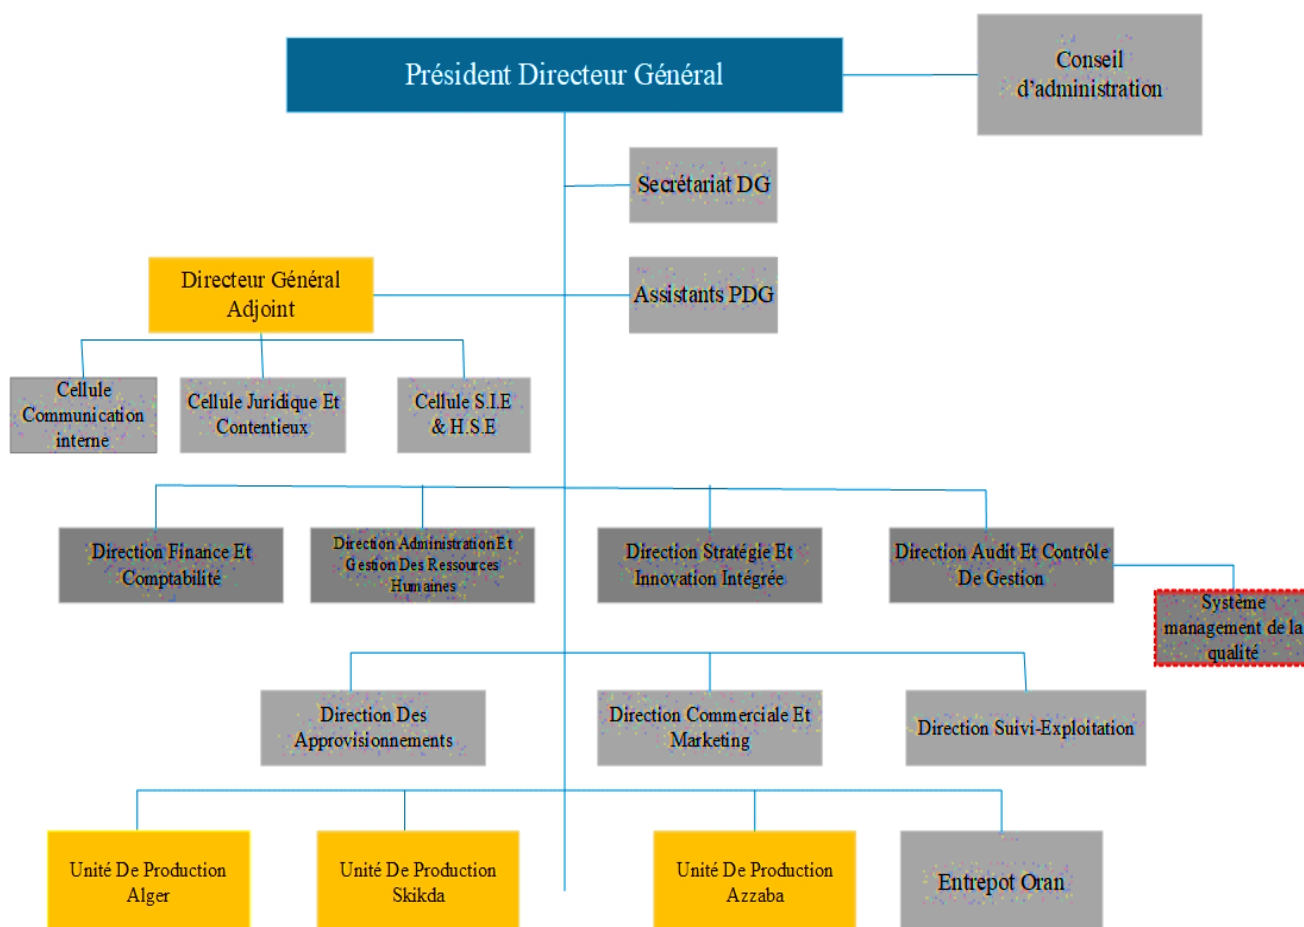 Président Directeur Général
Conseil
d’administration
Secrétariat DG
Directeur Général
Adjoint
Assistants PDG
Cellule
Communication
interne
Cellule Juridique Et
Contentieux
Cellule S.I.E
& H.S.E
Direction Finance Et
Comptabilité
Direction Administration Et
Gestion Des Ressources
Humaines
Direction Stratégie Et
Innovation Intégrée
Direction Audit Et Contrôle
De Gestion
Système
management de la
qualité
Direction Des
Approvisionnements
Direction Commerciale Et
Marketing
Direction Suivi-Exploitation
Unité De Production
Alger
Unité De Production
Skikda
Unité De Production
Azzaba
Entrepot Oran